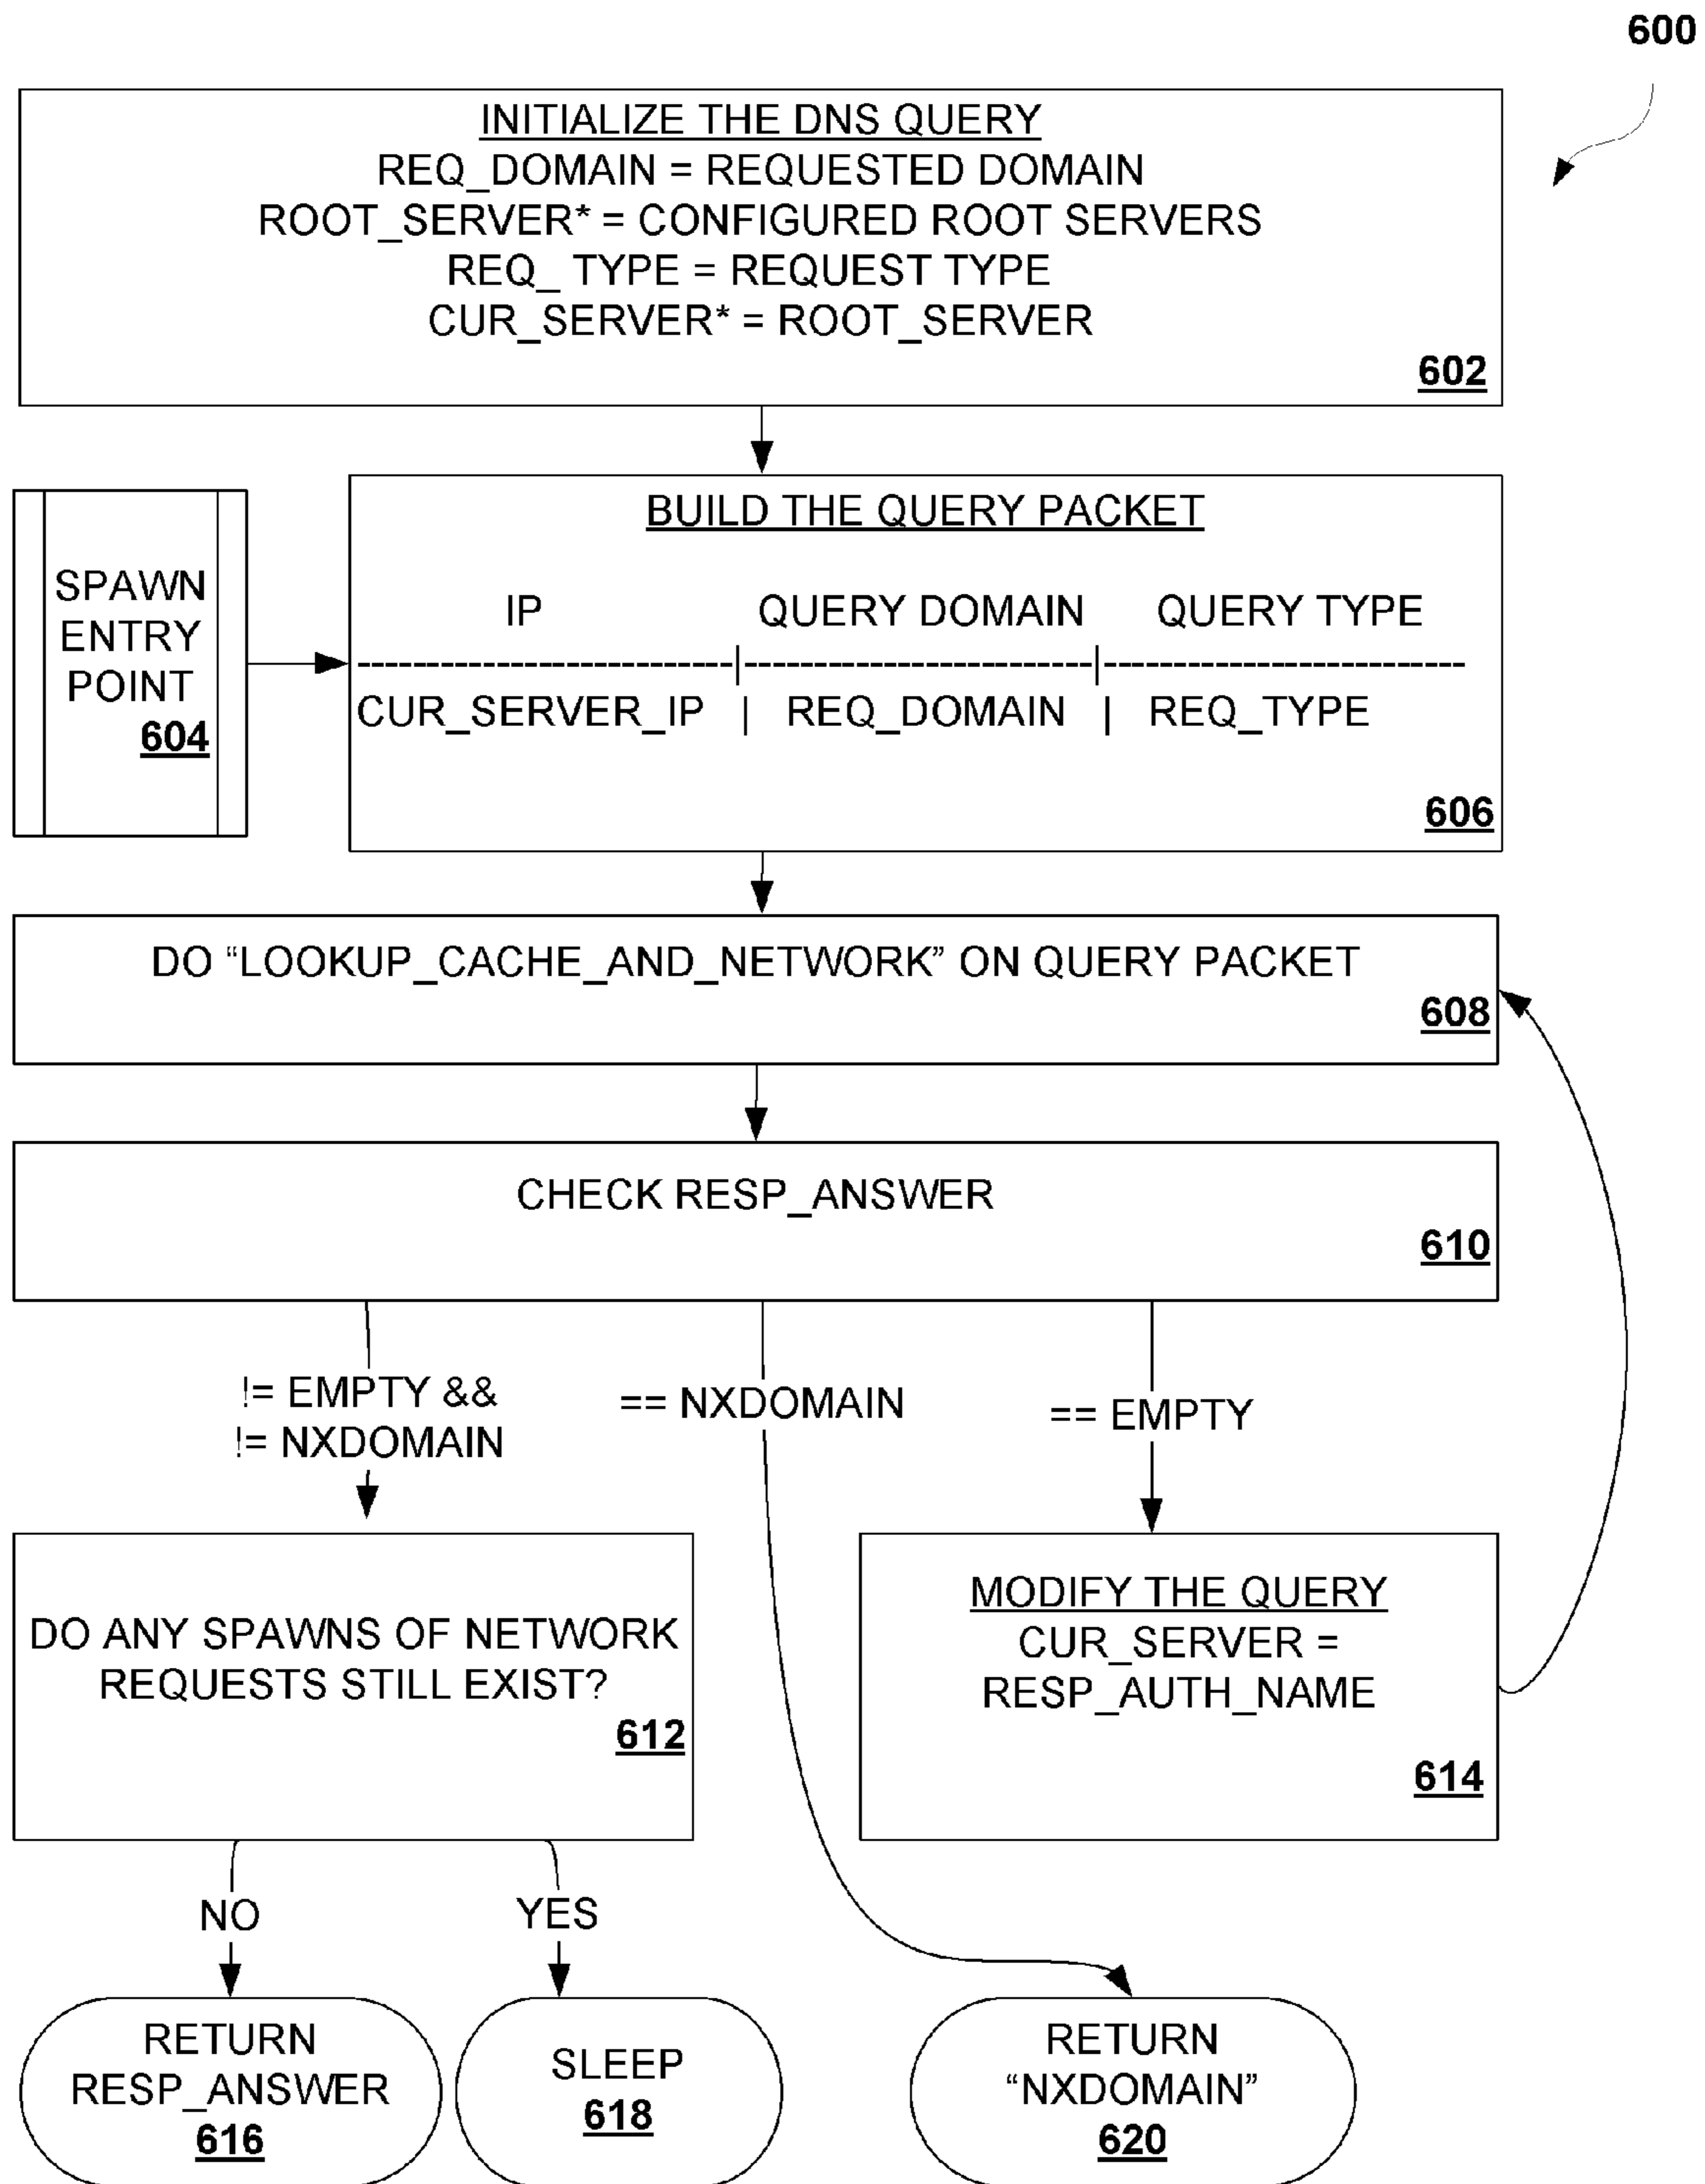 600
INITIALIZE THE DNS QUERY
REQ_DOMAIN = REQUESTED DOMAIN
ROOT_SERVER* = CONFIGURED ROOT SERVERS
REQ_ TYPE = REQUEST TYPE
CUR_SERVER* = ROOT_SERVER
602
SPAWN
ENTRY
POINT
604
BUILD THE QUERY PACKET
IP QUERY DOMAIN QUERY TYPE
---------------------------|-------------------------|--------------------------
CUR_SERVER_IP | REQ_DOMAIN | REQ_TYPE
606
DO “LOOKUP_CACHE_AND_NETWORK” ON QUERY PACKET
608
CHECK RESP_ANSWER
610
!= EMPTY &&
!= NXDOMAIN
== NXDOMAIN
== EMPTY
DO ANY SPAWNS OF NETWORK
REQUESTS STILL EXIST?
612
MODIFY THE QUERY
CUR_SERVER =
RESP_AUTH_NAME
614
NO
YES
RETURN
RESP_ANSWER
616
SLEEP
618
RETURN
“NXDOMAIN”
620